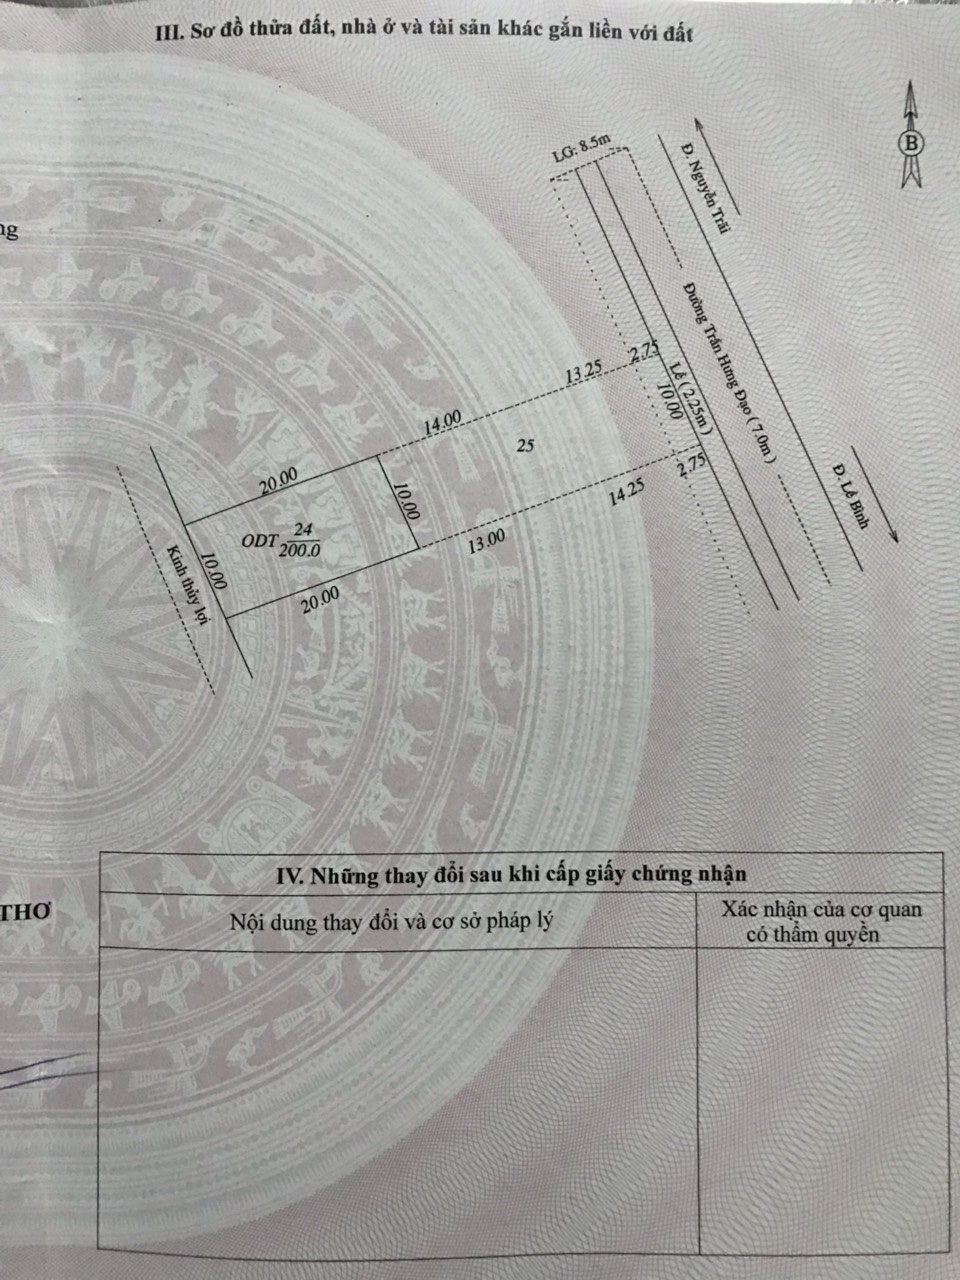 III. Sơ đồ thửa đất, nhà ở và tài sản khác gắn liền với đất
B
LG: 8.5m
Đ. Nguyễn Trãi
Đường Trần Hưng Đạo ( 7.0m )
Lề ( 2.25m )
Đ. Lê Bình
2.75
13.25
10.00
14.00
25
2.75
14.25
20.00
10.00
13.00
ODT 24
200.0
10.00
20.00
Kinh thủy lợi
ng
THƠ
IV. Những thay đổi sau khi cấp giấy chứng nhận
Nội dung thay đổi và cơ sở pháp lý
Xác nhận của cơ quan
có thẩm quyền